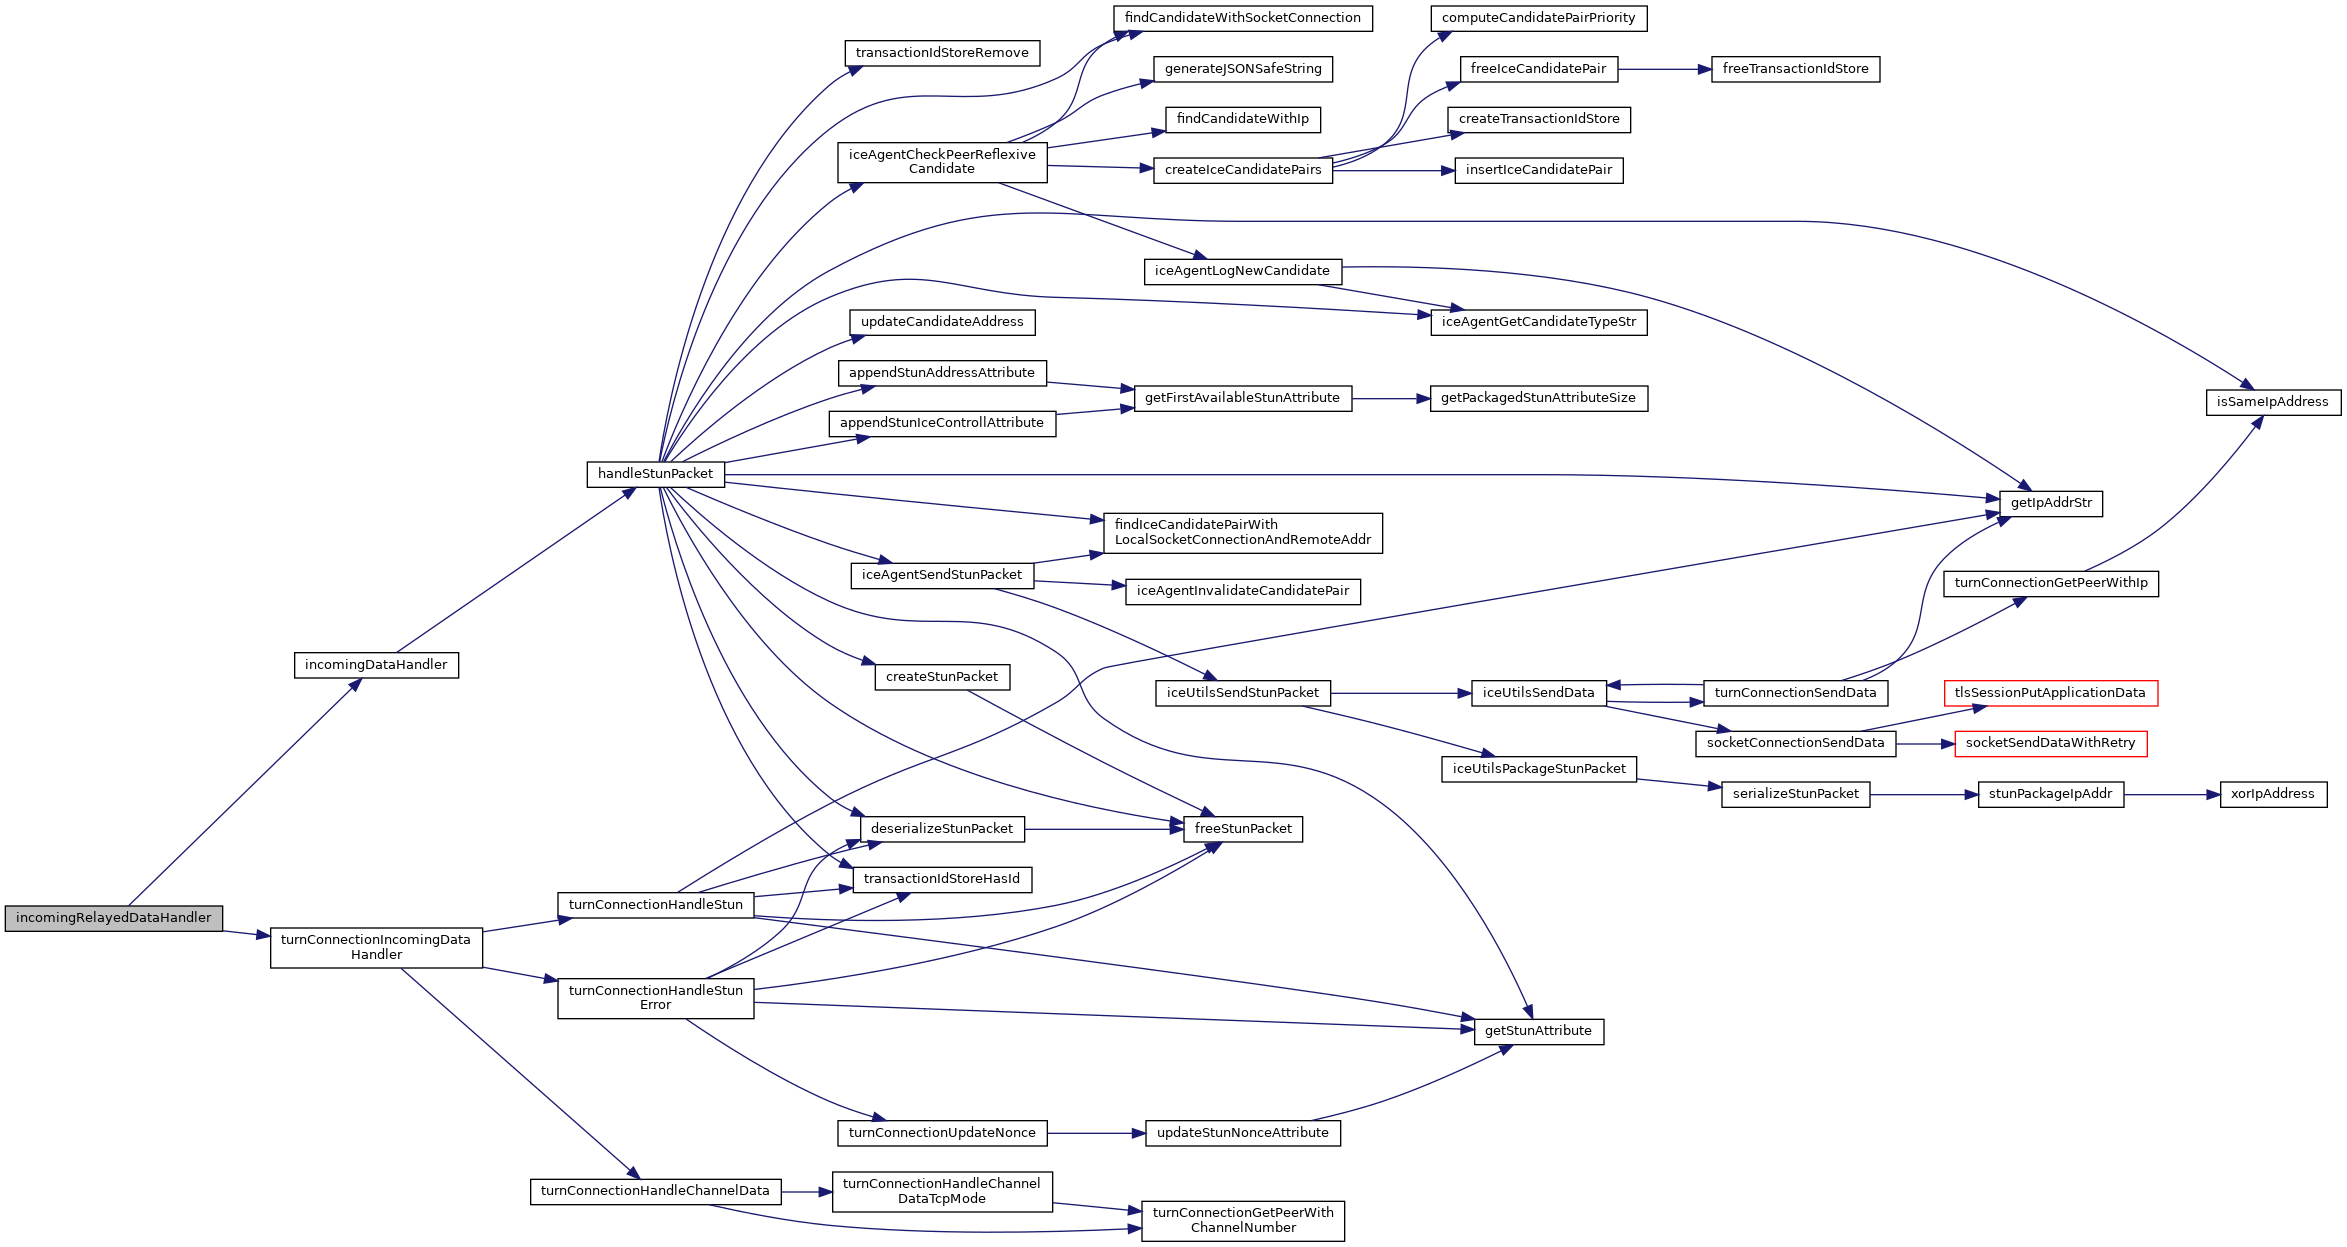 findCandidateWithSocketConnection
computeCandidatePairPriority
transactionIdStoreRemove
generateJSONSafeString
freeIceCandidatePair
freeTransactionIdStore
findCandidateWithIp
createTransactionIdStore
iceAgentCheckPeerReflexive
Candidate
createIceCandidatePairs
insertIceCandidatePair
iceAgentLogNewCandidate
updateCandidateAddress
iceAgentGetCandidateTypeStr
appendStunAddressAttribute
getFirstAvailableStunAttribute
getPackagedStunAttributeSize
isSameIpAddress
appendStunIceControllAttribute
handleStunPacket
getIpAddrStr
findIceCandidatePairWith
LocalSocketConnectionAndRemoteAddr
iceAgentSendStunPacket
iceAgentInvalidateCandidatePair
turnConnectionGetPeerWithIp
incomingDataHandler
createStunPacket
iceUtilsSendStunPacket
iceUtilsSendData
turnConnectionSendData
tlsSessionPutApplicationData
socketConnectionSendData
socketSendDataWithRetry
iceUtilsPackageStunPacket
serializeStunPacket
stunPackageIpAddr
xorIpAddress
deserializeStunPacket
freeStunPacket
transactionIdStoreHasId
turnConnectionHandleStun
incomingRelayedDataHandler
turnConnectionIncomingData
Handler
turnConnectionHandleStun
Error
getStunAttribute
turnConnectionUpdateNonce
updateStunNonceAttribute
turnConnectionHandleChannelData
turnConnectionHandleChannel
DataTcpMode
turnConnectionGetPeerWith
ChannelNumber